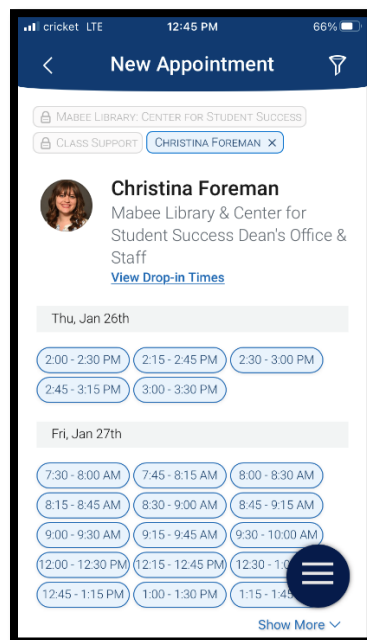 cricket LTE 12:45 PM 66%
New Appointment
MABEE LIBRARY: CENTER FOR STUDENT SUCCESS
CLASS SUPPORT CHRISTINA FOREMAN ×
Christina Foreman
Mabee Library & Center for
Student Success Dean's Office &
Staff
View Drop-in Times
Thu, Jan 26th
2:00 - 2:30 PM 2:15 - 2:45 PM 2:30 - 3:00 PM
2:45 - 3:15 PM 3:00 - 3:30 PM
Fri, Jan 27th
7:30 - 8:00 AM 7:45 - 8:15 AM 8:00 - 8:30 AM
8:15 - 8:45 AM 8:30 - 9:00 AM 8:45 - 9:15 AM
9:00 - 9:30 AM 9:15 - 9:45 AM 9:30 - 10:00 AM
12:00 - 12:30 PM 12:15 - 12:45 PM 12:30 -
12:45 - 1:15 PM 1:00 - 1:30 PM 1:15 -
Show More